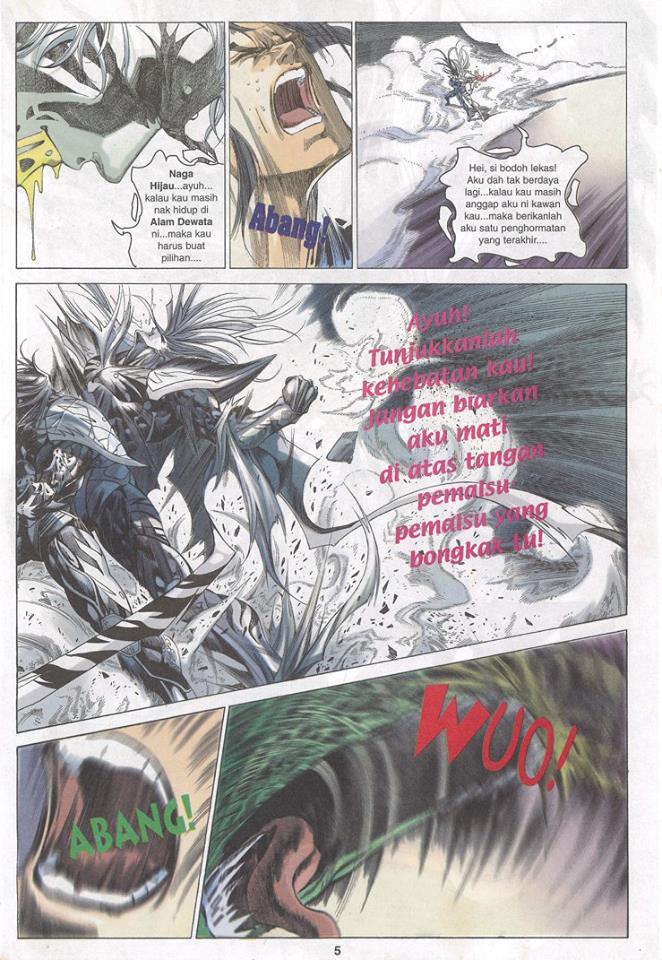 Naga
Hijau...ayuh...
kalau kau masih
nak hidup di
Alam Dewata
ni...maka kau
harus buat
pilihan....
Abang!
Hei, si bodoh lekas!
Aku dah tak berdaya
lagi...kalau kau masih
anggap aku ni kawan
kau...maka berikanlah
aku satu penghormatan
yang terakhir....
Ayuh!
Tunjukkanlah
kehebatan kau!
Jangan biarkan
aku mati
di atas tangan
pemalsu
pemalsu yang
bongkak tu!
ABANG!
WUO!
5